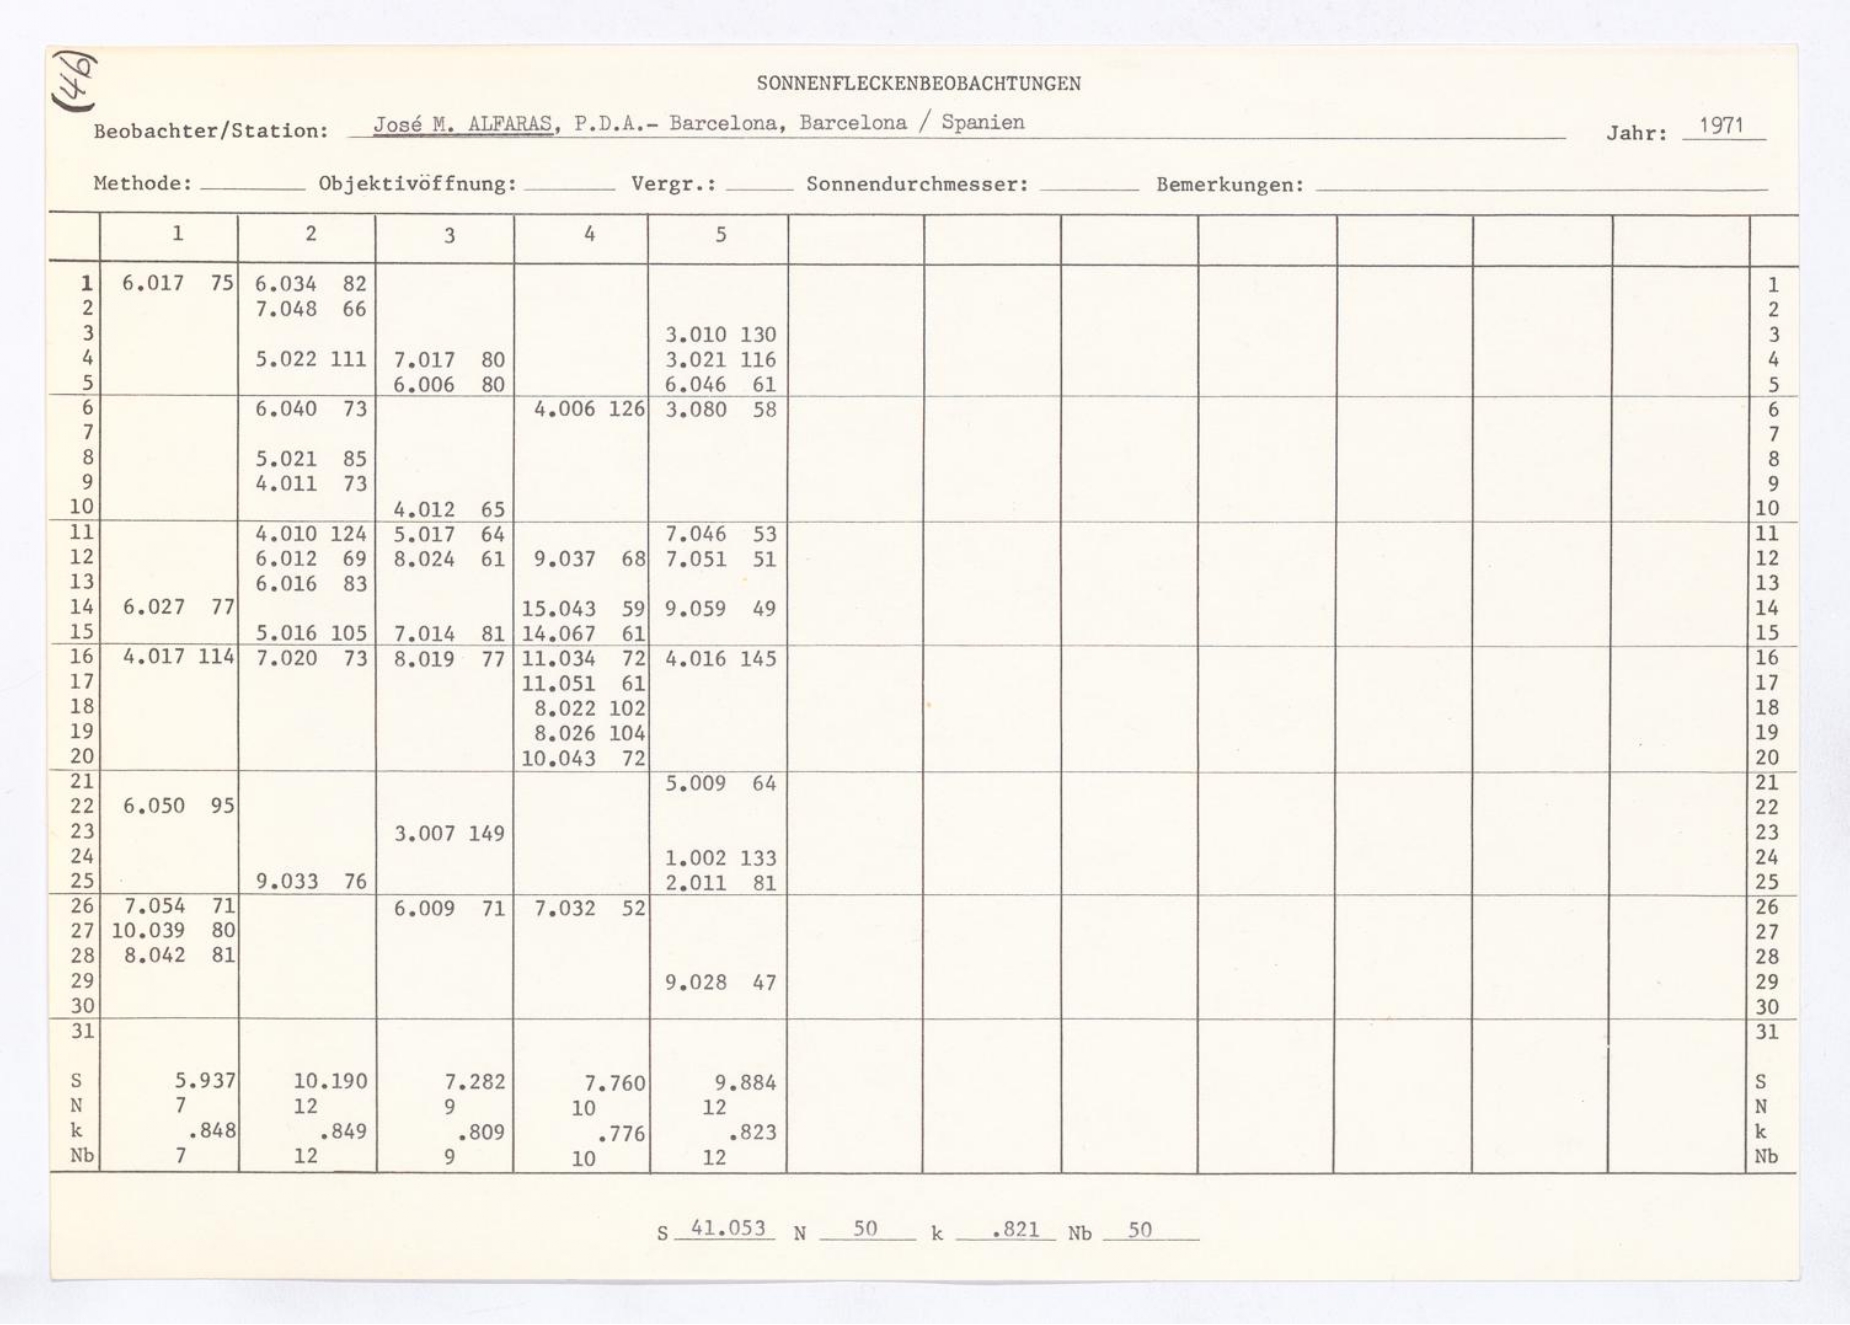 (46)
SONNENFLECKENBEOBACHTUNGEN
Beobachter/Station: José M. ALFARAS, P.D.A.- Barcelona, Barcelona / Spanien Jahr: 1971
Methode: Objektivöffnung: Vergr.: Sonnendurchmesser: Bemerkungen:
1 2 3 4 5
1 6.017 75 6.034 82 1
2 7.048 66 2
3 3.010 130 3
4 5.022 111 7.017 80 3.021 116 4
5 6.006 80 6.046 61 5
6 6.040 73 4.006 126 3.080 58 6
7 7
8 5.021 85 8
9 4.011 73 9
10 4.012 65 10
11 4.010 124 5.017 64 7.046 53 11
12 6.012 69 8.024 61 9.037 68 7.051 51 12
13 6.016 83 13
14 6.027 77 15.043 59 9.059 49 14
15 5.016 105 7.014 81 14.067 61 15
16 4.017 114 7.020 73 8.019 77 11.034 72 4.016 145 16
17 11.051 61 17
18 8.022 102 18
19 8.026 104 19
20 10.043 72 20
21 5.009 64 21
22 6.050 95 22
23 3.007 149 23
24 1.002 133 24
25 9.033 76 2.011 81 25
26 7.054 71 6.009 71 7.032 52 26
27 10.039 80 27
28 8.042 81 28
29 9.028 47 29
30 30
31 31
S 5.937 10.190 7.282 7.760 9.884 S
N 7 12 9 10 12 N
k .848 .849 .809 .776 .823 k
Nb 7 12 9 10 12 Nb
S 41.053 N 50 k .821 Nb 50